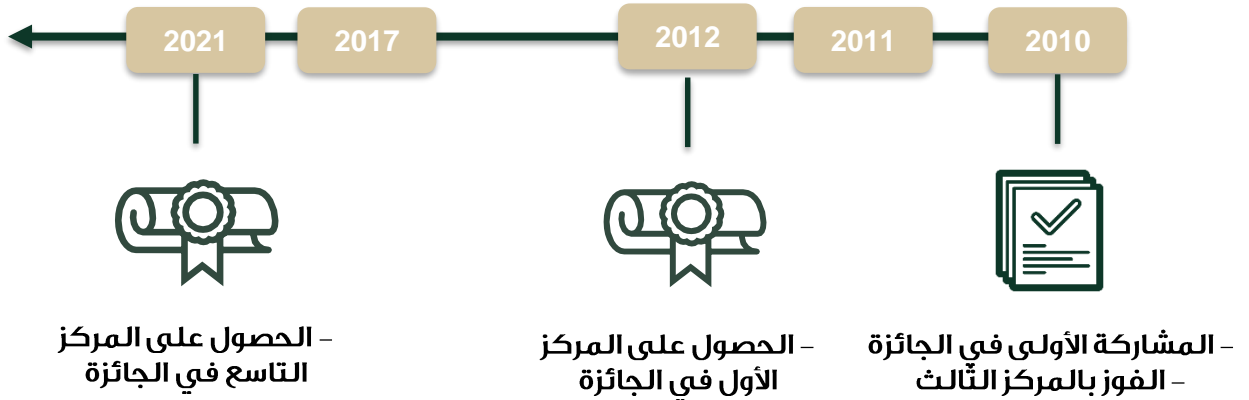 2010
2011
2012
2017
2021
– المشاركة الأولى في الجائزة
– الفوز بالمركز الثالث
– الحصول على المركز
الأول في الجائزة
– الحصول على المركز
التاسع في الجائزة